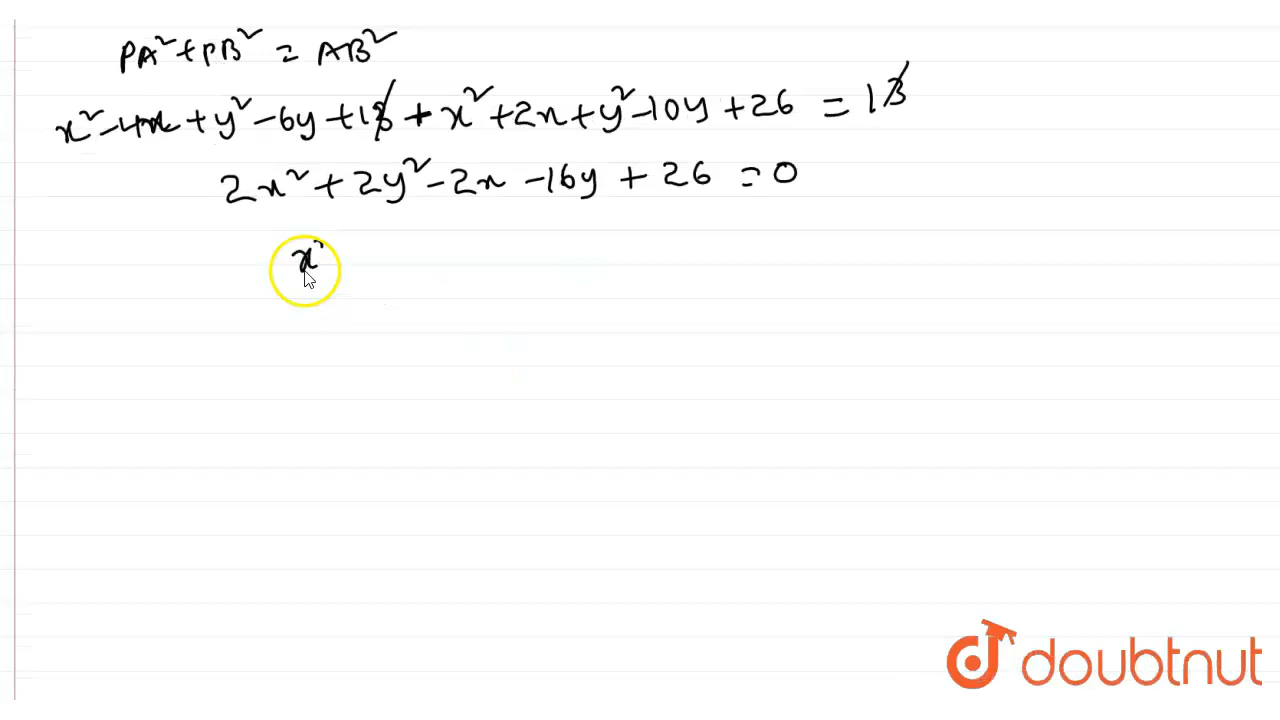 PA² + PB² = AB²
x² - 4x + y² - 6y + 13 + x² + 2x + y² - 10y + 26 = 13
2x² + 2y² - 2x - 16y + 26 = 0
x²
doubtnut